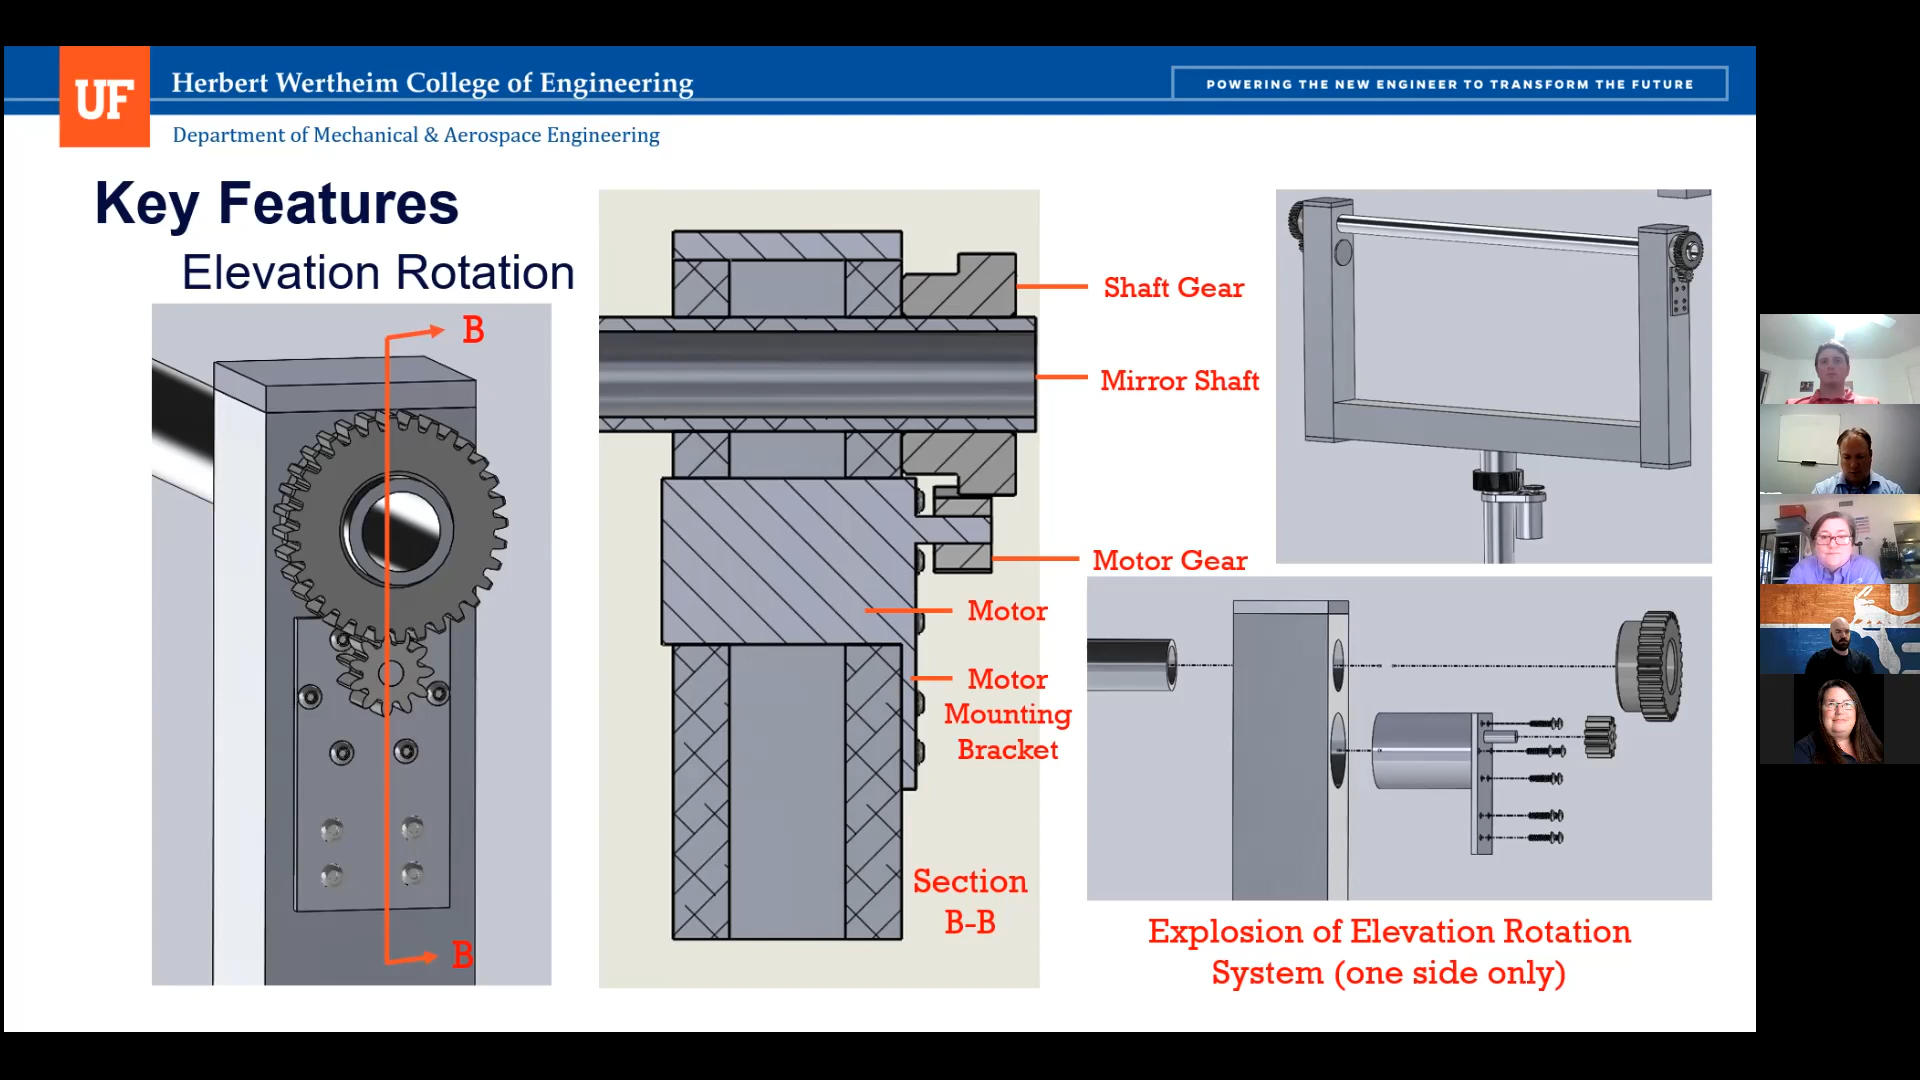 UF
Herbert Wertheim College of Engineering
POWERING THE NEW ENGINEER TO TRANSFORM THE FUTURE
Department of Mechanical & Aerospace Engineering
Key Features
Elevation Rotation
B
B
Shaft Gear
Mirror Shaft
Motor Gear
Motor
Motor
Mounting
Bracket
Section
B-B
Explosion of Elevation Rotation
System (one side only)